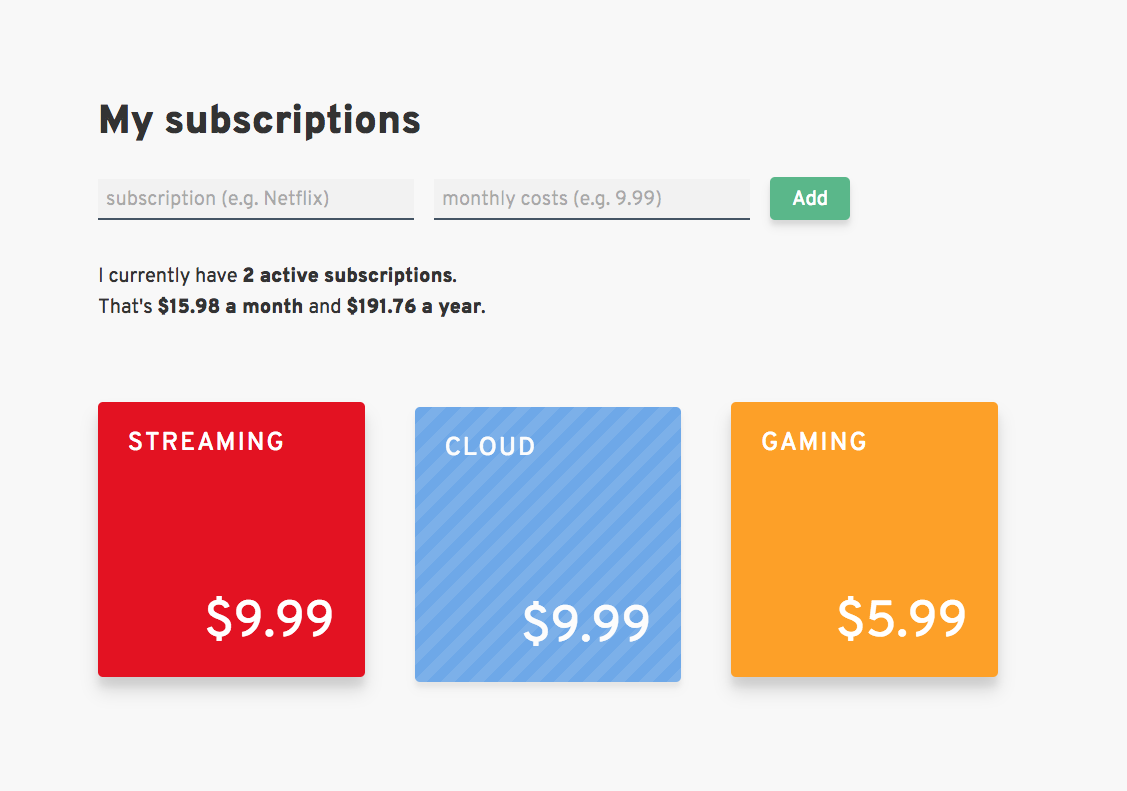 My subscriptions
subscription (e.g. Netflix) monthly costs (e.g. 9.99) Add
I currently have 2 active subscriptions.
That's $15.98 a month and $191.76 a year.
STREAMING
$9.99
CLOUD
$9.99
GAMING
$5.99